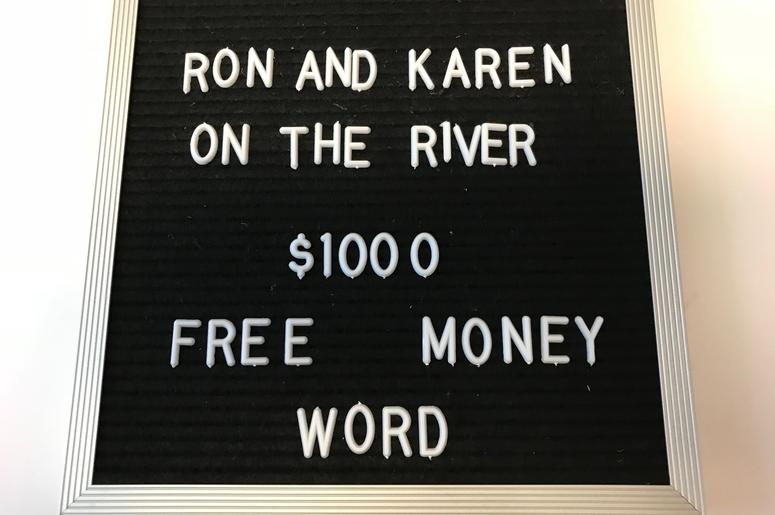 RON AND KAREN
ON THE RIVER
$1000
FREE MONEY
WORD